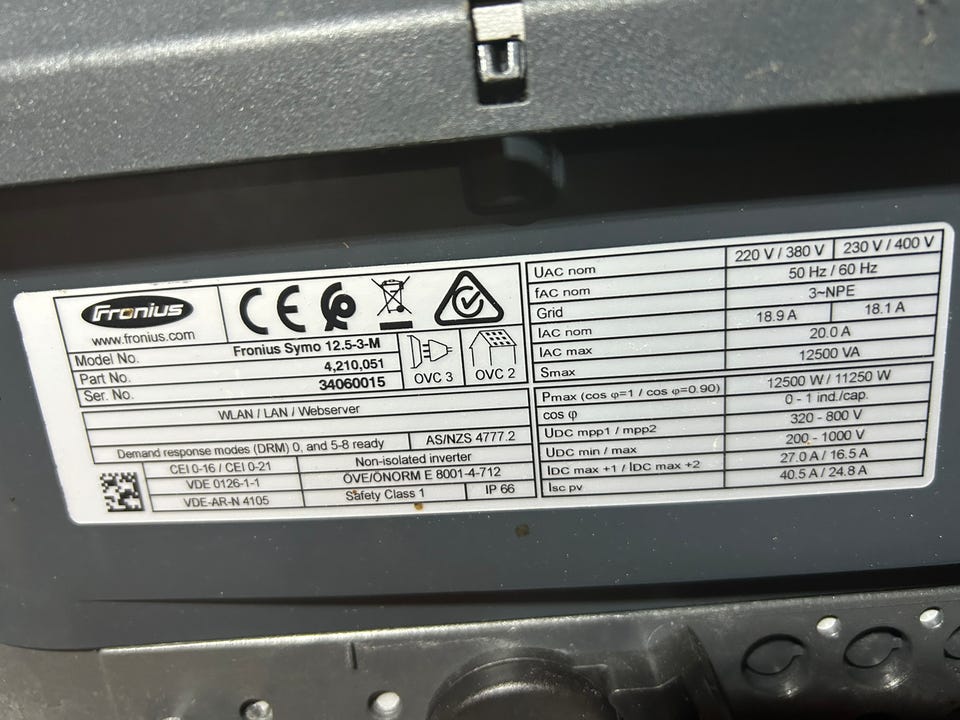 Fronius
www.fronius.com
CE
Model No. Fronius Symo 12.5-3-M
Part No. 4,210,051
Ser. No. 34060015
OVC 3
OVC 2
WLAN / LAN / Webserver
Demand response modes (DRM) 0, and 5-8 ready AS/NZS 4777.2
CEI 0-16 / CEI 0-21 Non-isolated inverter
VDE 0126-1-1 ÖVE/ÖNORM E 8001-4-712
VDE-AR-N 4105 Safety Class 1 IP 66
UAC nom 220 V / 380 V 230 V / 400 V
fAC nom 50 Hz / 60 Hz
Grid 3~NPE
IAC nom 18.9 A 18.1 A
IAC max 20.0 A
Smax 12500 VA
Pmax (cos φ=1 / cos φ=0.90) 12500 W / 11250 W
cos φ 0 - 1 ind./cap.
UDC mpp1 / mpp2 320 - 800 V
UDC min / max 200 - 1000 V
IDC max +1 / IDC max +2 27.0 A / 16.5 A
Isc pv 40.5 A / 24.8 A